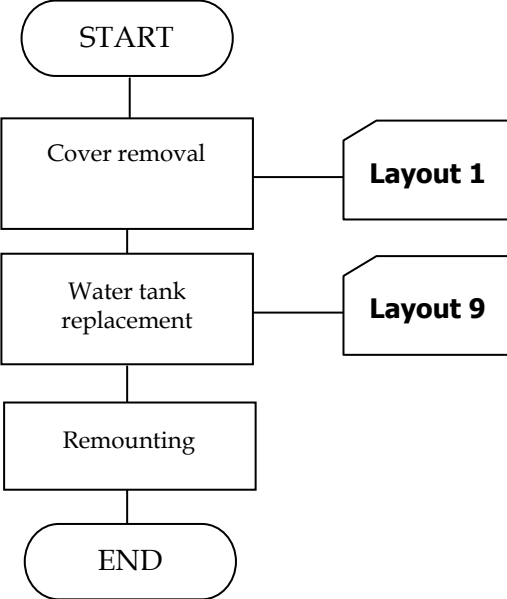 START
Cover removal
Layout 1
Water tank
replacement
Layout 9
Remounting
END